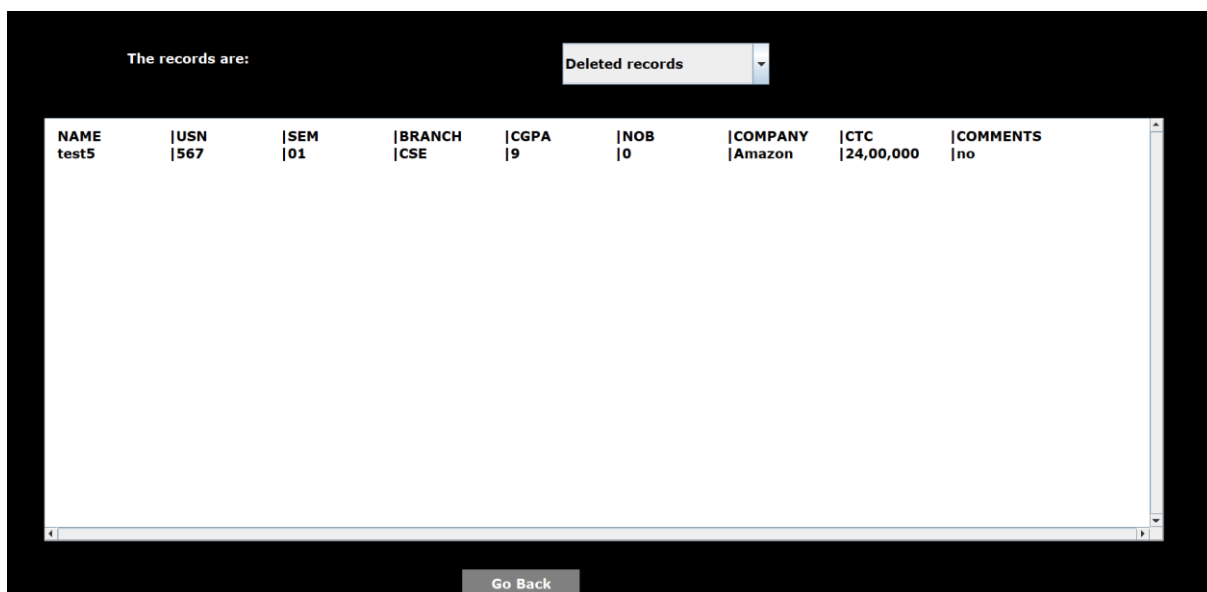 The records are:
Deleted records
NAME |USN |SEM |BRANCH |CGPA |NOB |COMPANY |CTC |COMMENTS
test5 |567 |01 |CSE |9 |0 |Amazon |24,00,000 |no
Go Back